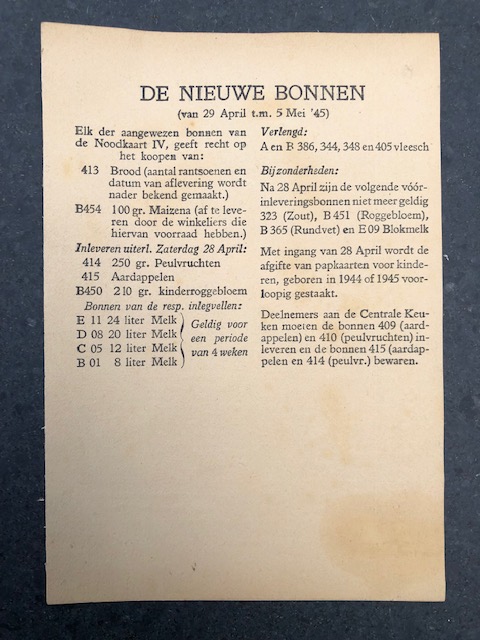 DE NIEUWE BONNEN
(van 29 April t.m. 5 Mei '45)
Elk der aangewezen bonnen van
de Noodkaart IV, geeft recht op
het koopen van:
413 Brood (aantal rantsoenen en
datum van aflevering wordt
nader bekend gemaakt.)
B454 100 gr. Maizena (af te leve-
ren door de winkeliers die
hiervan voorraad hebben.)
Inleveren uiterl. Zaterdag 28 April:
414 250 gr. Peulvruchten
415 Aardappelen
B450 210 gr. kinderroggebloem
Bonnen van de resp. inlegvellen:
E 11 24 liter Melk
D 08 20 liter Melk
C 05 12 liter Melk
B 01 8 liter Melk
Geldig voor
een periode
van 4 weken
Verlengd:
A en B 386, 344, 348 en 405 vleesch
Bijzonderheden:
Na 28 April zijn de volgende vóór-
inleveringsbonnen niet meer geldig
323 (Zout), B 451 (Roggebloem),
B 365 (Rundvet) en E 09 Blokmelk
Met ingang van 28 April wordt de
afgifte van papkaarten voor kinde-
ren, geboren in 1944 of 1945 voor-
loopig gestaakt.
Deelnemers aan de Centrale Keu-
ken moeten de bonnen 409 (aard-
appelen) en 410 (peulvruchten) in-
leveren en de bonnen 415 (aardap-
pelen en 414 (peulvr.) bewaren.